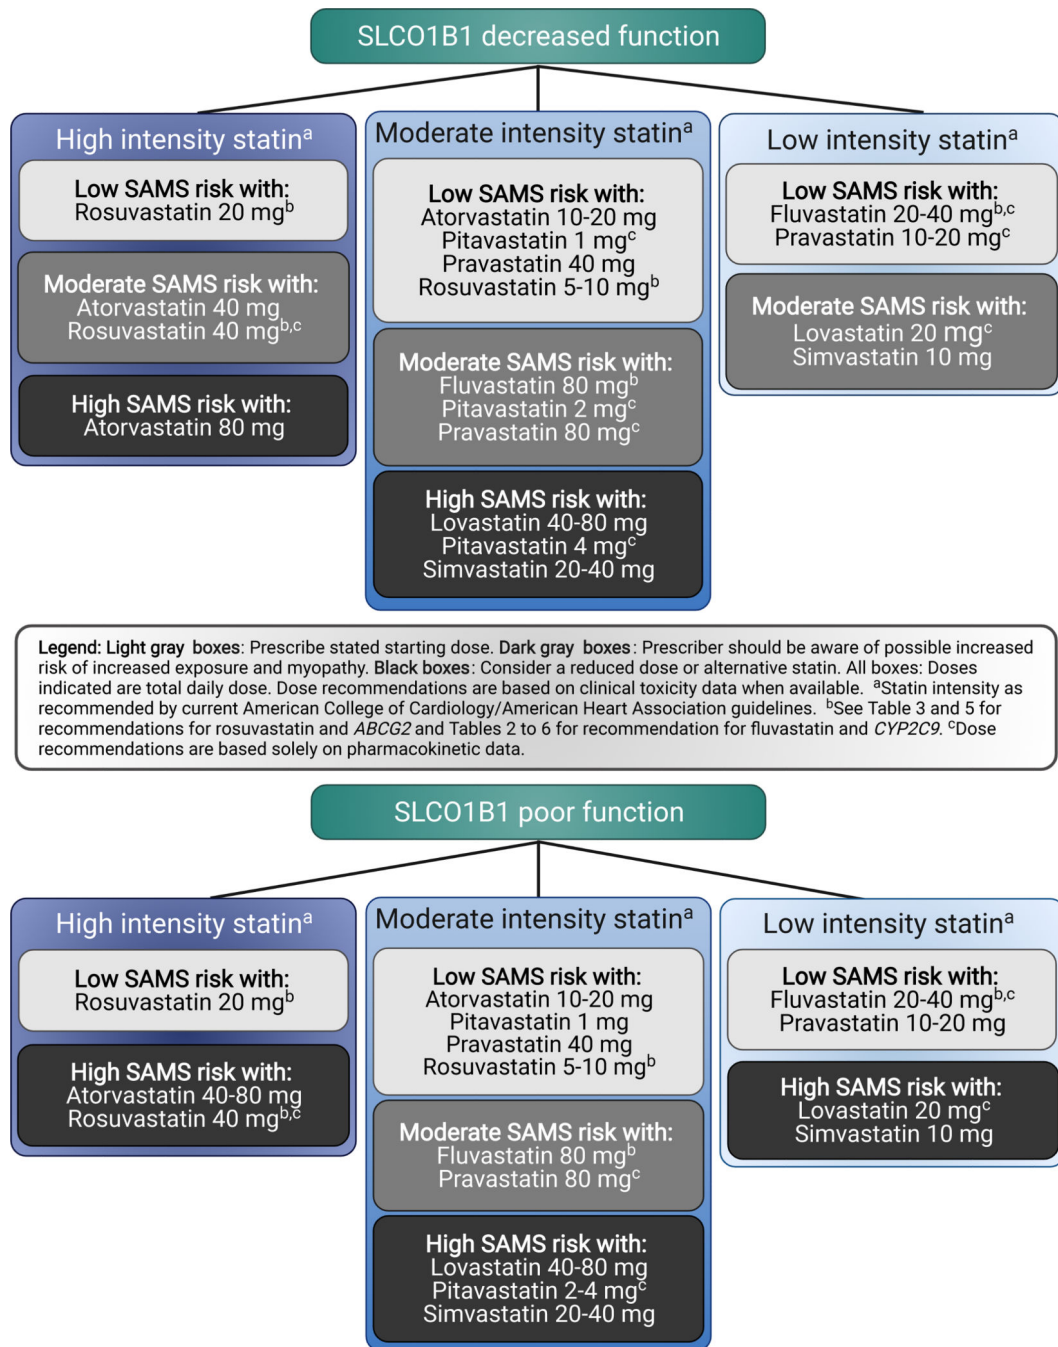 SLCO1B1 decreased function
High intensity statinᵃ
Low SAMS risk with:
Rosuvastatin 20 mgᵇ
Moderate SAMS risk with:
Atorvastatin 40 mg
Rosuvastatin 40 mgᵇ,ᶜ
High SAMS risk with:
Atorvastatin 80 mg
Moderate intensity statinᵃ
Low SAMS risk with:
Atorvastatin 10-20 mg
Pitavastatin 1 mgᶜ
Pravastatin 40 mg
Rosuvastatin 5-10 mgᵇ
Moderate SAMS risk with:
Fluvastatin 80 mgᵇ
Pitavastatin 2 mgᶜ
Pravastatin 80 mgᶜ
High SAMS risk with:
Lovastatin 40-80 mg
Pitavastatin 4 mgᶜ
Simvastatin 20-40 mg
Low intensity statinᵃ
Low SAMS risk with:
Fluvastatin 20-40 mgᵇ,ᶜ
Pravastatin 10-20 mgᶜ
Moderate SAMS risk with:
Lovastatin 20 mgᶜ
Simvastatin 10 mg
Legend: Light gray boxes: Prescribe stated starting dose. Dark gray boxes: Prescriber should be aware of possible increased
risk of increased exposure and myopathy. Black boxes: Consider a reduced dose or alternative statin. All boxes: Doses
indicated are total daily dose. Dose recommendations are based on clinical toxicity data when available. ᵃStatin intensity as
recommended by current American College of Cardiology/American Heart Association guidelines. ᵇSee Table 3 and 5 for
recommendations for rosuvastatin and ABCG2 and Tables 2 to 6 for recommendation for fluvastatin and CYP2C9. ᶜDose
recommendations are based solely on pharmacokinetic data.
SLCO1B1 poor function
High intensity statinᵃ
Low SAMS risk with:
Rosuvastatin 20 mgᵇ
High SAMS risk with:
Atorvastatin 40-80 mg
Rosuvastatin 40 mgᵇ,ᶜ
Moderate intensity statinᵃ
Low SAMS risk with:
Atorvastatin 10-20 mg
Pitavastatin 1 mg
Pravastatin 40 mg
Rosuvastatin 5-10 mgᵇ
Moderate SAMS risk with:
Fluvastatin 80 mgᵇ
Pravastatin 80 mgᶜ
High SAMS risk with:
Lovastatin 40-80 mg
Pitavastatin 2-4 mgᶜ
Simvastatin 20-40 mg
Low intensity statinᵃ
Low SAMS risk with:
Fluvastatin 20-40 mgᵇ,ᶜ
Pravastatin 10-20 mg
High SAMS risk with:
Lovastatin 20 mgᶜ
Simvastatin 10 mg